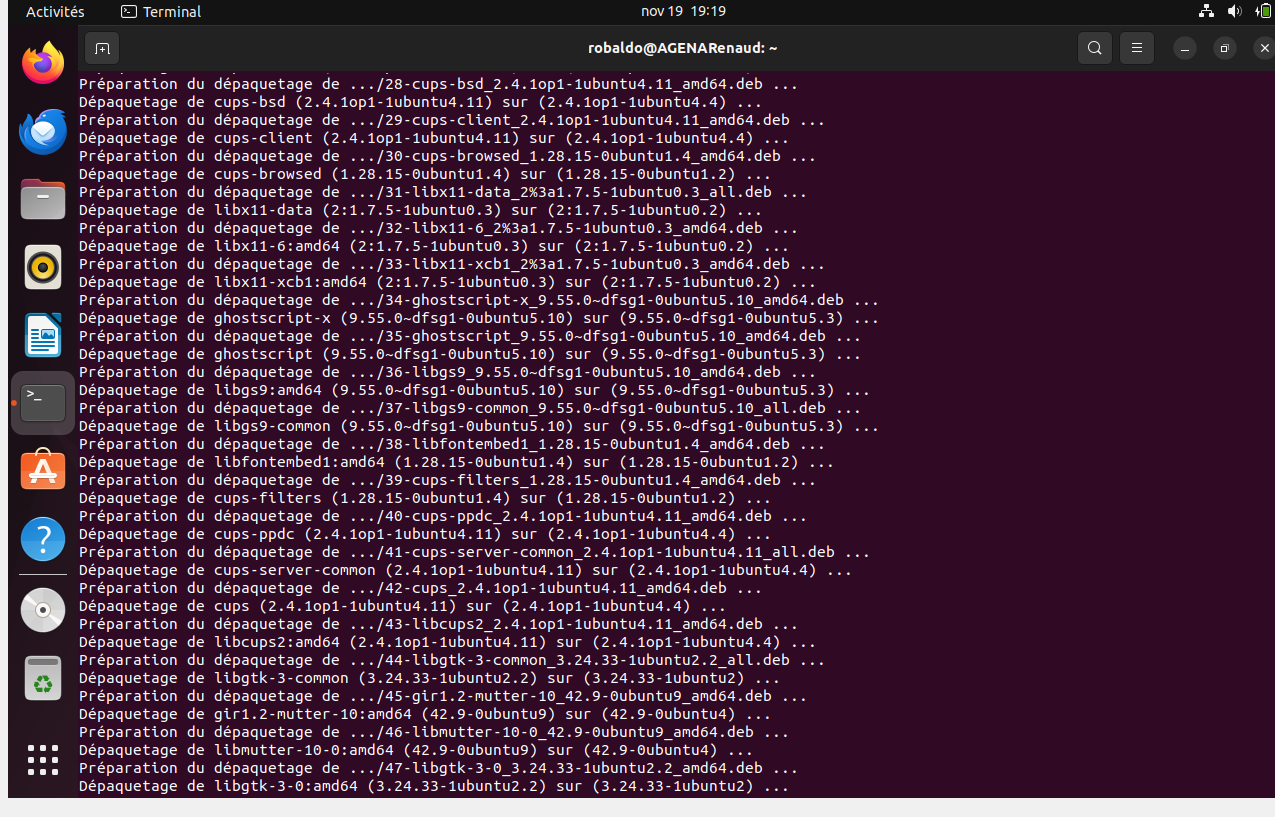 Activités
Terminal
nov 19 19:19
robaldo@AGENARenaud: ~
Préparation du dépaquetage de .../28-cups-bsd_2.4.1op1-1ubuntu4.11_amd64.deb ...
Dépaquetage de cups-bsd (2.4.1op1-1ubuntu4.11) sur (2.4.1op1-1ubuntu4.4) ...
Préparation du dépaquetage de .../29-cups-client_2.4.1op1-1ubuntu4.11_amd64.deb ...
Dépaquetage de cups-client (2.4.1op1-1ubuntu4.11) sur (2.4.1op1-1ubuntu4.4) ...
Préparation du dépaquetage de .../30-cups-browsed_1.28.15-0ubuntu1.4_amd64.deb ...
Dépaquetage de cups-browsed (1.28.15-0ubuntu1.4) sur (1.28.15-0ubuntu1.2) ...
Préparation du dépaquetage de .../31-libx11-data_2%3a1.7.5-1ubuntu0.3_all.deb ...
Dépaquetage de libx11-data (2:1.7.5-1ubuntu0.3) sur (2:1.7.5-1ubuntu0.2) ...
Préparation du dépaquetage de .../32-libx11-6_2%3a1.7.5-1ubuntu0.3_amd64.deb ...
Dépaquetage de libx11-6:amd64 (2:1.7.5-1ubuntu0.3) sur (2:1.7.5-1ubuntu0.2) ...
Préparation du dépaquetage de .../33-libx11-xcb1_2%3a1.7.5-1ubuntu0.3_amd64.deb ...
Dépaquetage de libx11-xcb1:amd64 (2:1.7.5-1ubuntu0.3) sur (2:1.7.5-1ubuntu0.2) ...
Préparation du dépaquetage de .../34-ghostscript-x_9.55.0~dfsg1-0ubuntu5.10_amd64.deb ...
Dépaquetage de ghostscript-x (9.55.0~dfsg1-0ubuntu5.10) sur (9.55.0~dfsg1-0ubuntu5.3) ...
Préparation du dépaquetage de .../35-ghostscript_9.55.0~dfsg1-0ubuntu5.10_amd64.deb ...
Dépaquetage de ghostscript (9.55.0~dfsg1-0ubuntu5.10) sur (9.55.0~dfsg1-0ubuntu5.3) ...
Préparation du dépaquetage de .../36-libgs9_9.55.0~dfsg1-0ubuntu5.10_amd64.deb ...
Dépaquetage de libgs9:amd64 (9.55.0~dfsg1-0ubuntu5.10) sur (9.55.0~dfsg1-0ubuntu5.3) ...
Préparation du dépaquetage de .../37-libgs9-common_9.55.0~dfsg1-0ubuntu5.10_all.deb ...
Dépaquetage de libgs9-common (9.55.0~dfsg1-0ubuntu5.10) sur (9.55.0~dfsg1-0ubuntu5.3) ...
Préparation du dépaquetage de .../38-libfontembed1_1.28.15-0ubuntu1.4_amd64.deb ...
Dépaquetage de libfontembed1:amd64 (1.28.15-0ubuntu1.4) sur (1.28.15-0ubuntu1.2) ...
Préparation du dépaquetage de .../39-cups-filters_1.28.15-0ubuntu1.4_amd64.deb ...
Dépaquetage de cups-filters (1.28.15-0ubuntu1.4) sur (1.28.15-0ubuntu1.2) ...
Préparation du dépaquetage de .../40-cups-ppdc_2.4.1op1-1ubuntu4.11_amd64.deb ...
Dépaquetage de cups-ppdc (2.4.1op1-1ubuntu4.11) sur (2.4.1op1-1ubuntu4.4) ...
Préparation du dépaquetage de .../41-cups-server-common_2.4.1op1-1ubuntu4.11_all.deb ...
Dépaquetage de cups-server-common (2.4.1op1-1ubuntu4.11) sur (2.4.1op1-1ubuntu4.4) ...
Préparation du dépaquetage de .../42-cups_2.4.1op1-1ubuntu4.11_amd64.deb ...
Dépaquetage de cups (2.4.1op1-1ubuntu4.11) sur (2.4.1op1-1ubuntu4.4) ...
Préparation du dépaquetage de .../43-libcups2_2.4.1op1-1ubuntu4.11_amd64.deb ...
Dépaquetage de libcups2:amd64 (2.4.1op1-1ubuntu4.11) sur (2.4.1op1-1ubuntu4.4) ...
Préparation du dépaquetage de .../44-libgtk-3-common_3.24.33-1ubuntu2.2_all.deb ...
Dépaquetage de libgtk-3-common (3.24.33-1ubuntu2.2) sur (3.24.33-1ubuntu2) ...
Préparation du dépaquetage de .../45-gir1.2-mutter-10_42.9-0ubuntu9_amd64.deb ...
Dépaquetage de gir1.2-mutter-10:amd64 (42.9-0ubuntu9) sur (42.9-0ubuntu4) ...
Préparation du dépaquetage de .../46-libmutter-10-0_42.9-0ubuntu9_amd64.deb ...
Dépaquetage de libmutter-10-0:amd64 (42.9-0ubuntu9) sur (42.9-0ubuntu4) ...
Préparation du dépaquetage de .../47-libgtk-3-0_3.24.33-1ubuntu2.2_amd64.deb ...
Dépaquetage de libgtk-3-0:amd64 (3.24.33-1ubuntu2.2) sur (3.24.33-1ubuntu2) ...